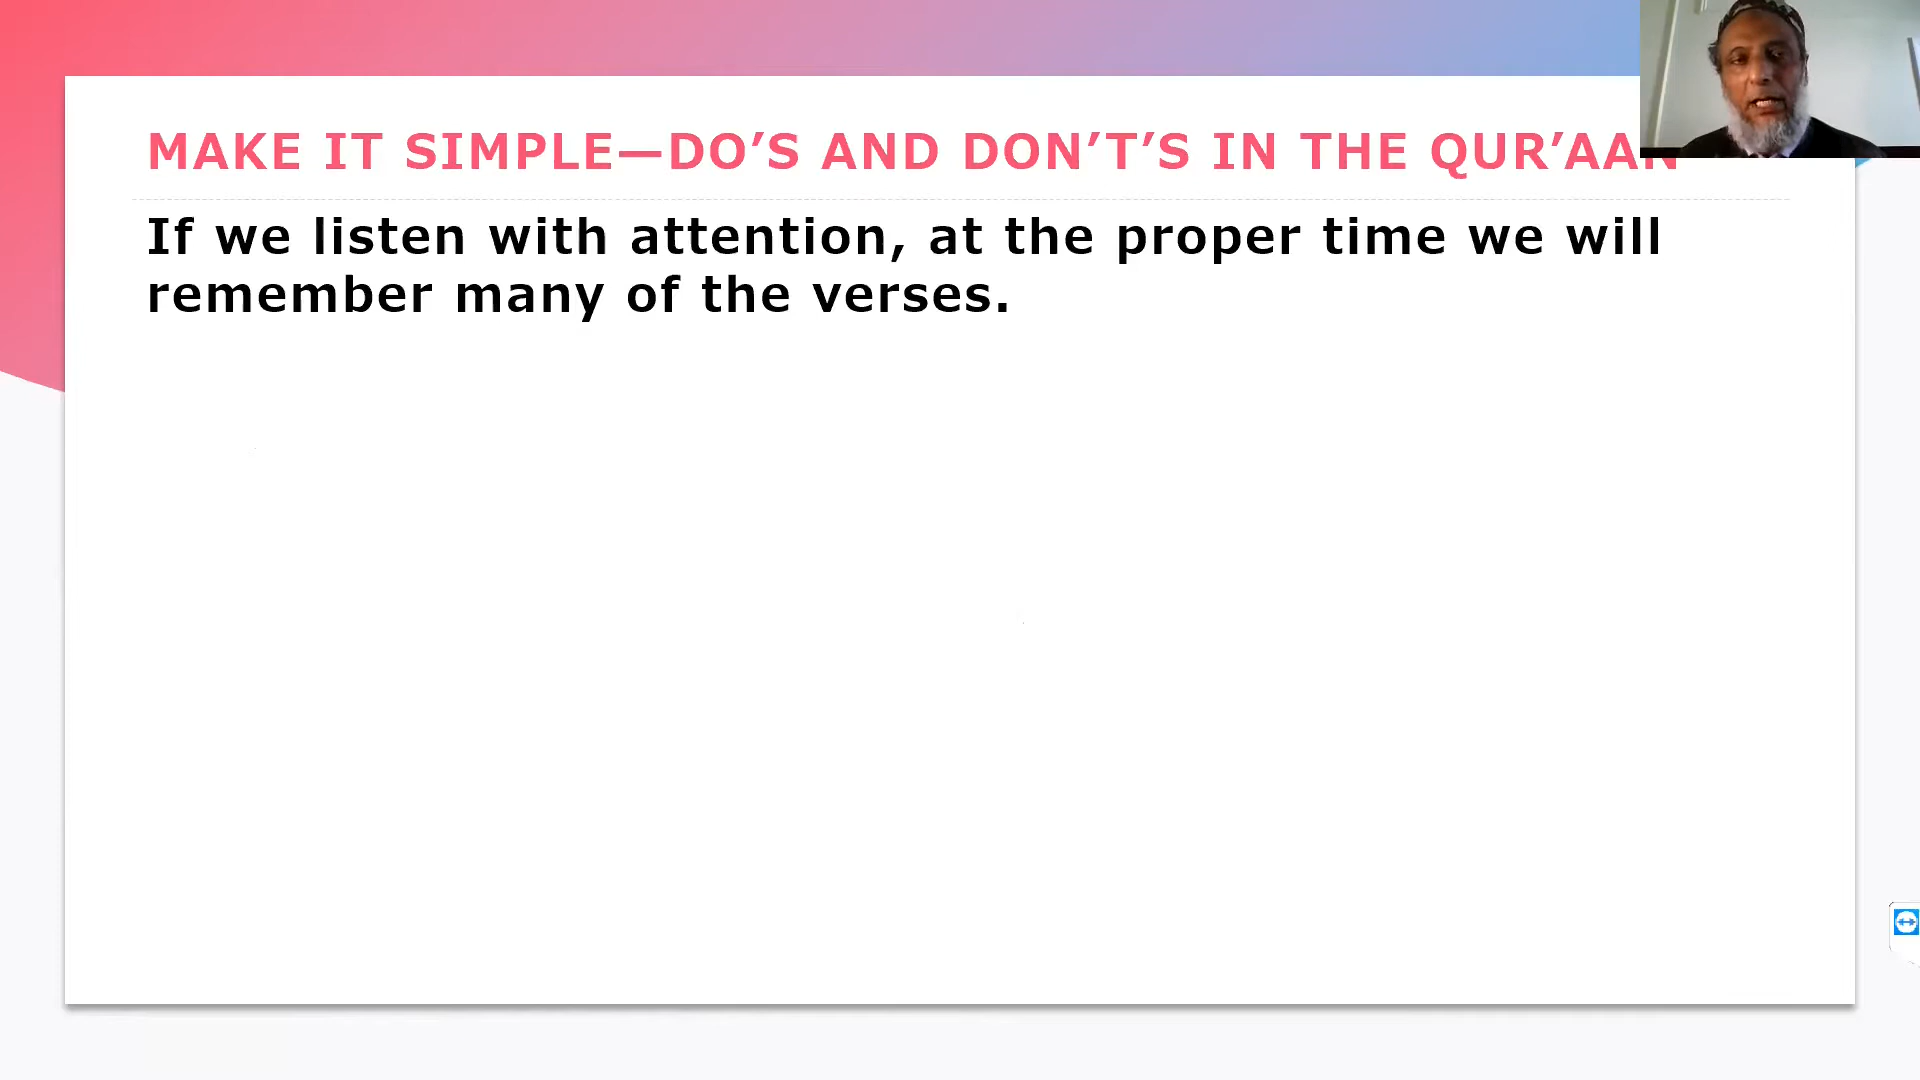 MAKE IT SIMPLE—DO’S AND DON’T’S IN THE QUR’AAN
If we listen with attention, at the proper time we will
remember many of the verses.